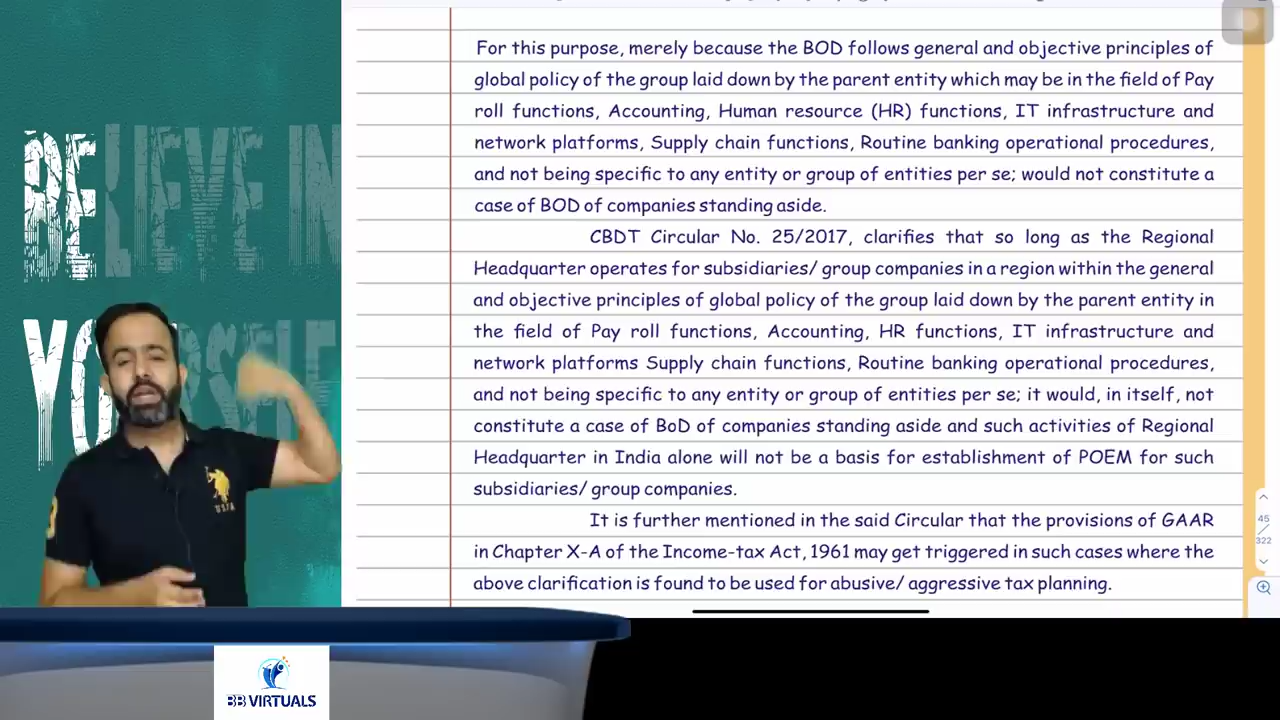 BELIEVE IN
YOURSELF
U.S.P.A.
3
For this purpose, merely because the BOD follows general and objective principles of
global policy of the group laid down by the parent entity which may be in the field of Pay
roll functions, Accounting, Human resource (HR) functions, IT infrastructure and
network platforms, Supply chain functions, Routine banking operational procedures,
and not being specific to any entity or group of entities per se; would not constitute a
case of BOD of companies standing aside.
CBDT Circular No. 25/2017, clarifies that so long as the Regional
Headquarter operates for subsidiaries/ group companies in a region within the general
and objective principles of global policy of the group laid down by the parent entity in
the field of Pay roll functions, Accounting, HR functions, IT infrastructure and
network platforms Supply chain functions, Routine banking operational procedures,
and not being specific to any entity or group of entities per se; it would, in itself, not
constitute a case of BoD of companies standing aside and such activities of Regional
Headquarter in India alone will not be a basis for establishment of POEM for such
subsidiaries/ group companies.
It is further mentioned in the said Circular that the provisions of GAAR
in Chapter X-A of the Income-tax Act, 1961 may get triggered in such cases where the
above clarification is found to be used for abusive/ aggressive tax planning.
45
322
BB VIRTUALS